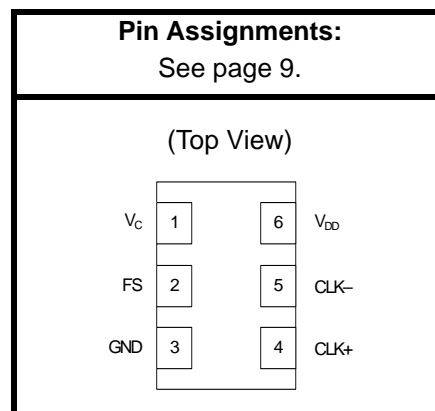 Pin Assignments:
See page 9.
(Top View)
VC 1 6 VDD
FS 2 5 CLK–
GND 3 4 CLK+